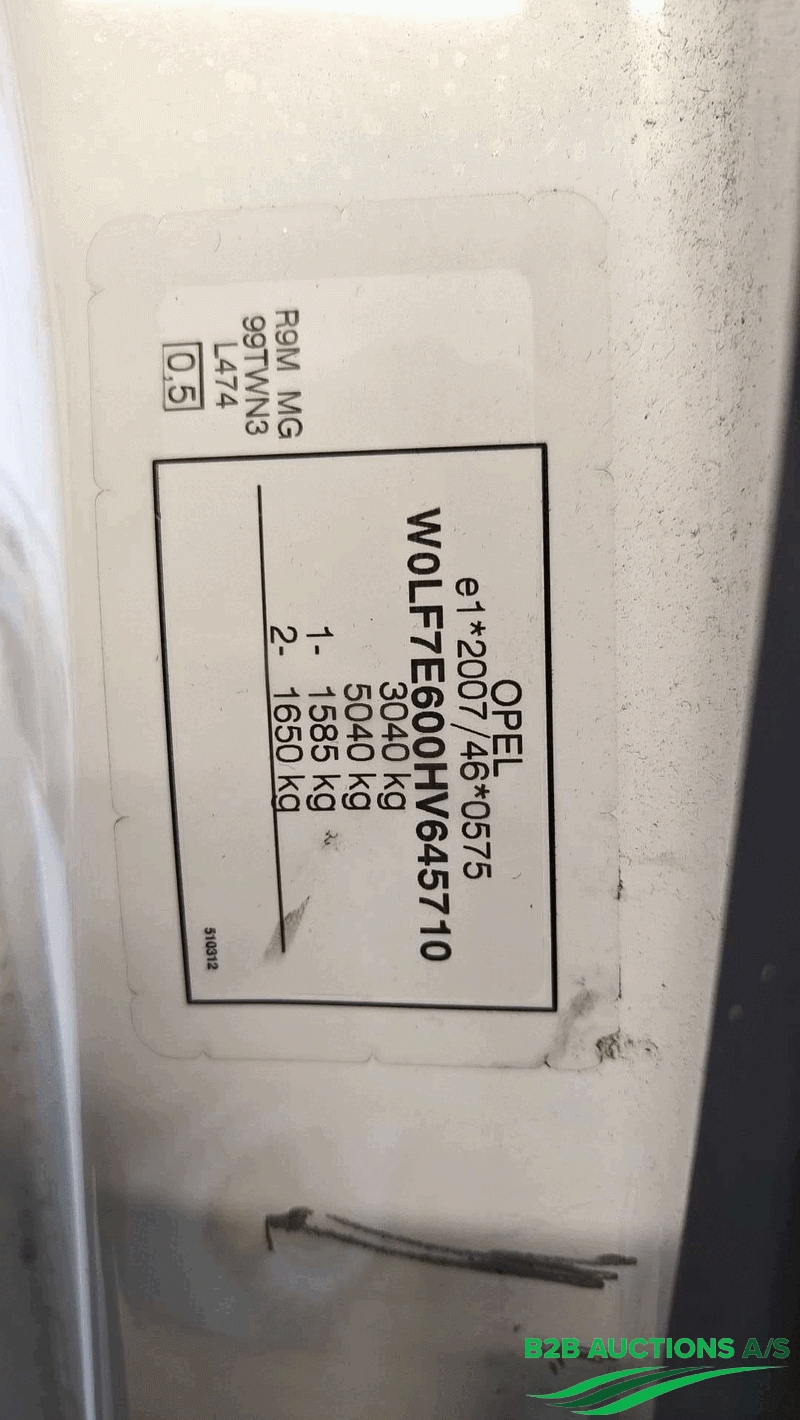 OPEL
e1*2007/46*0575
W0LF7E600HV645710
3040 kg
5040 kg
1- 1585 kg
2- 1650 kg
510312
R9M MG
99TWN3
L474
0,5
B2B AUCTIONS A/S